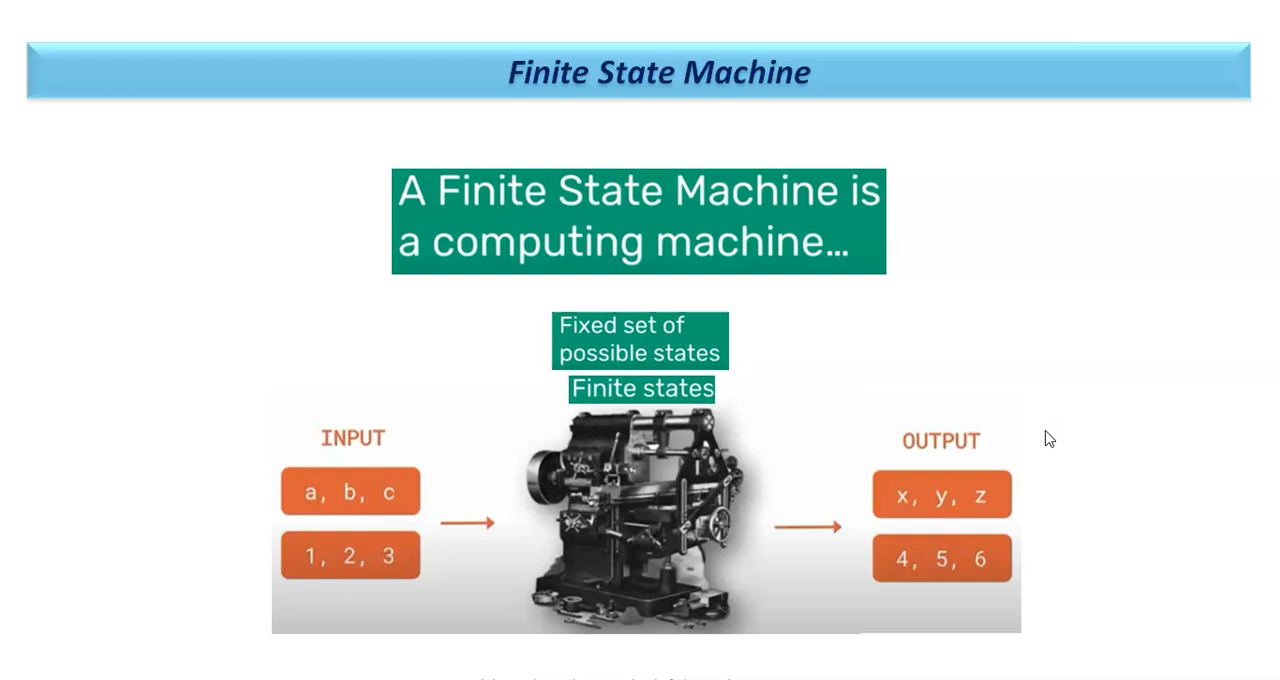 Finite State Machine
A Finite State Machine is
a computing machine…
Fixed set of
possible states
Finite states
INPUT
OUTPUT
a, b, c
x, y, z
1, 2, 3
4, 5, 6